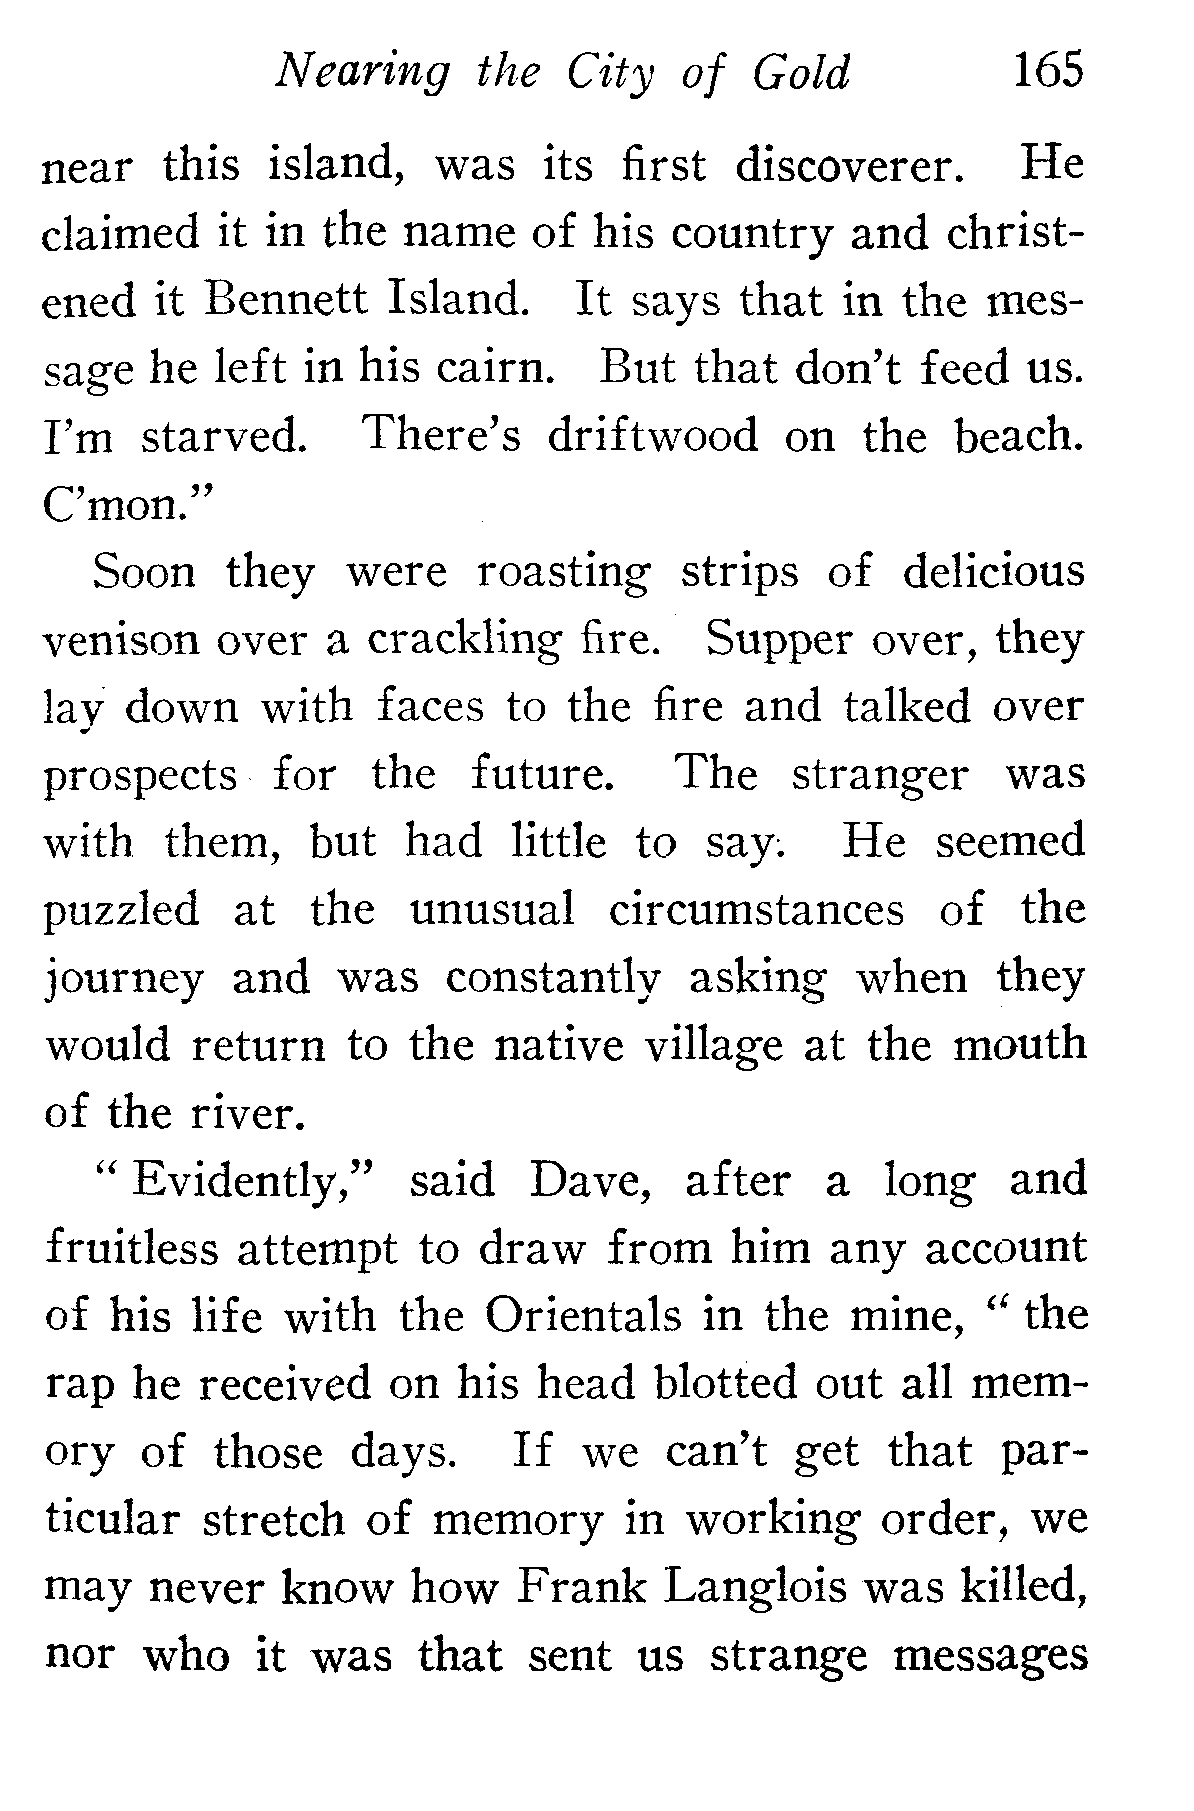 Nearing the City of Gold 165
near this island, was its first discoverer. He
claimed it in the name of his country and christ-
ened it Bennett Island. It says that in the mes-
sage he left in his cairn. But that don't feed us.
I'm starved. There's driftwood on the beach.
C'mon."
Soon they were roasting strips of delicious
venison over a crackling fire. Supper over, they
lay down with faces to the fire and talked over
prospects for the future. The stranger was
with them, but had little to say. He seemed
puzzled at the unusual circumstances of the
journey and was constantly asking when they
would return to the native village at the mouth
of the river.
" Evidently," said Dave, after a long and
fruitless attempt to draw from him any account
of his life with the Orientals in the mine, " the
rap he received on his head blotted out all mem-
ory of those days. If we can't get that par-
ticular stretch of memory in working order, we
may never know how Frank Langlois was killed,
nor who it was that sent us strange messages